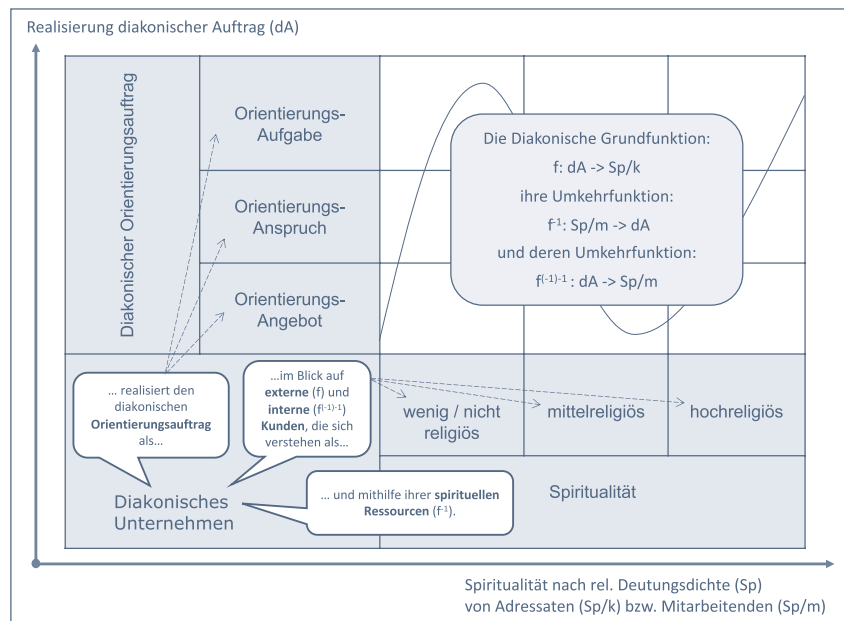 Realisierung diakonischer Auftrag (dA)
Diakonischer Orientierungsauftrag
Orientierungs-
Aufgabe
Orientierungs-
Anspruch
Orientierungs-
Angebot
Die Diakonische Grundfunktion:
f: dA -> Sp/k
ihre Umkehrfunktion:
f⁻¹: Sp/m -> dA
und deren Umkehrfunktion:
f⁽⁻¹⁾⁻¹ : dA -> Sp/m
... realisiert den
diakonischen
Orientierungsauftrag
als...
...im Blick auf
externe (f) und
interne (f⁽⁻¹⁾⁻¹)
Kunden, die sich
verstehen als...
wenig / nicht
religiös
mittelreligiös
hochreligiös
... und mithilfe ihrer spirituellen
Ressourcen (f⁻¹).
Spiritualität
Diakonisches
Unternehmen
Spiritualität nach rel. Deutungsdichte (Sp)
von Adressaten (Sp/k) bzw. Mitarbeitenden (Sp/m)